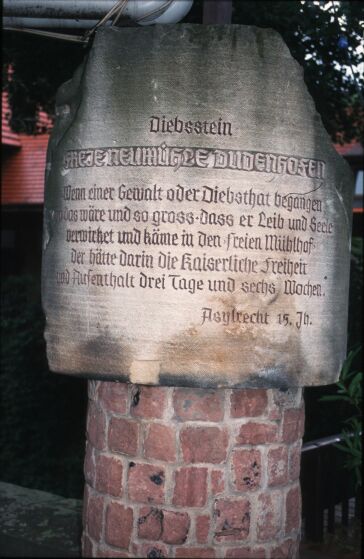 Diebsstein
FREIE NEUMÜHLE DUDENHOFEN
Wenn einer Gewalt oder Diebsthat begangen
das wäre und so gross · dass er Leib und Seele
verwirket und käme in den freien Mühlhof·
der hätte darin die Kaiserliche Freiheit
und Aufenthalt drei Tage und sechs Wochen.
Asylrecht 15. Jh.